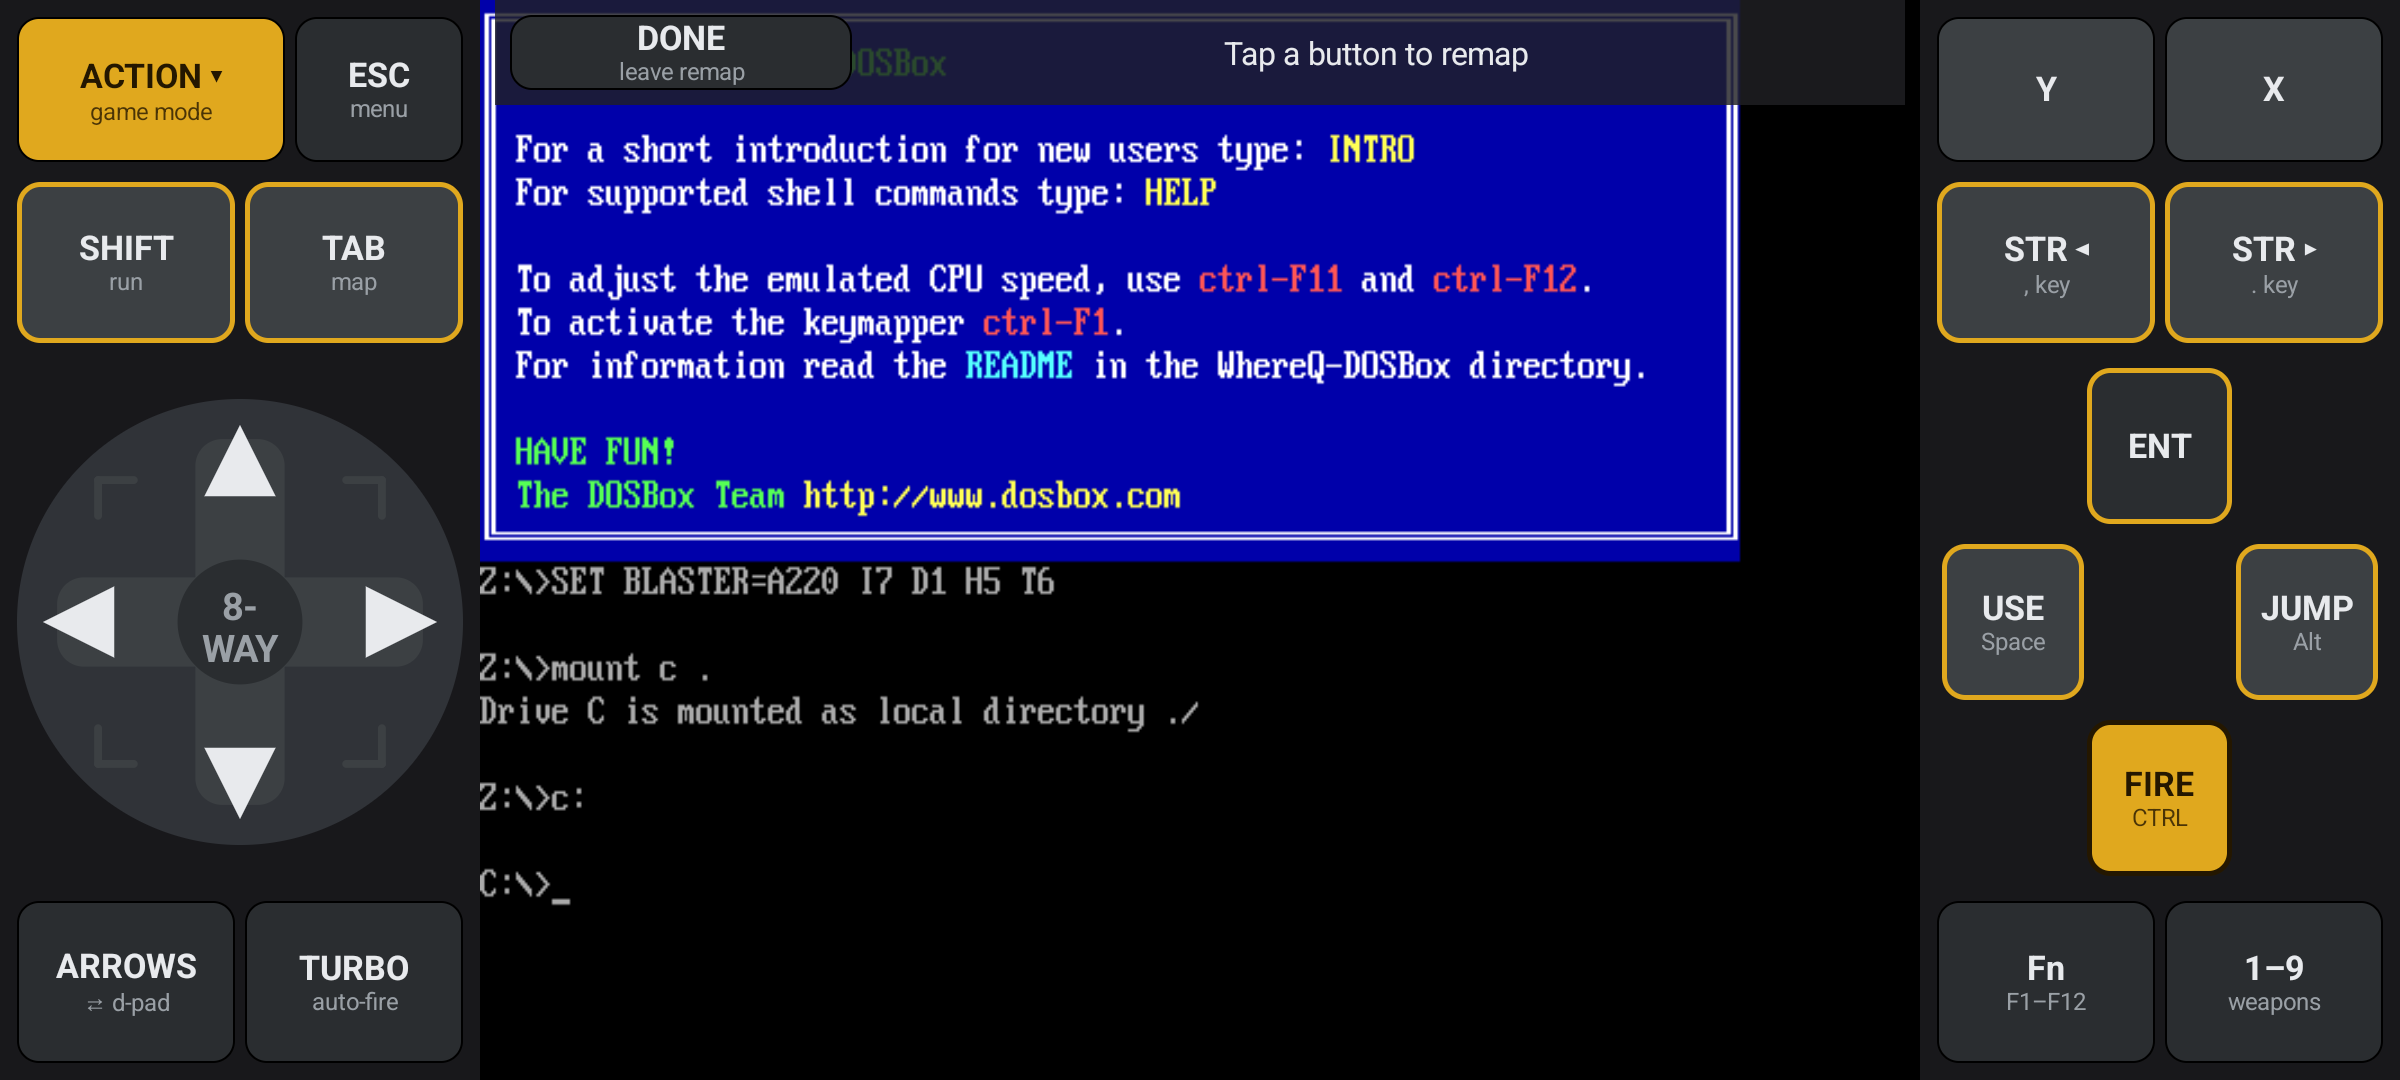 ACTION ▾
game mode
ESC
menu
SHIFT
run
TAB
map
8-
WAY
ARROWS
⇄ d-pad
TURBO
auto-fire
DONE
leave remap
DOSBox
Tap a button to remap
For a short introduction for new users type: INTRO
For supported shell commands type: HELP
To adjust the emulated CPU speed, use ctrl-F11 and ctrl-F12.
To activate the keymapper ctrl-F1.
For information read the README in the WhereQ-DOSBox directory.
HAVE FUN!
The DOSBox Team http://www.dosbox.com
Z:\>SET BLASTER=A220 I7 D1 H5 T6
Z:\>mount c .
Drive C is mounted as local directory ./
Z:\>c:
C:\>_
Y
X
STR ◂
, key
STR ▸
. key
ENT
USE
Space
JUMP
Alt
FIRE
CTRL
Fn
F1–F12
1–9
weapons